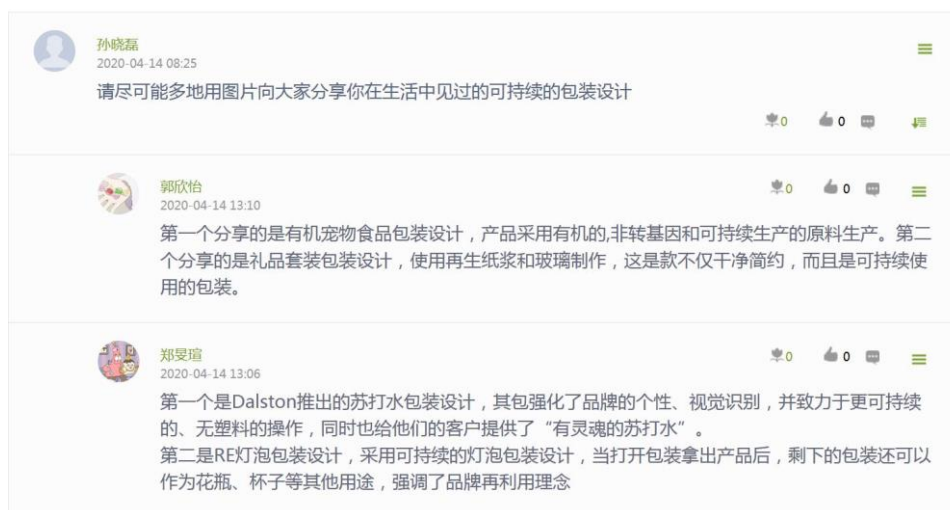 孙晓磊
2020-04-14 08:25
请尽可能多地用图片向大家分享你在生活中见过的可持续的包装设计
0 0
郭欣怡
0 0
2020-04-14 13:10
第一个分享的是有机宠物食品包装设计，产品采用有机的,非转基因和可持续生产的原料生产。第二
个分享的是礼品套装包装设计，使用再生纸浆和玻璃制作，这是款不仅干净简约，而且是可持续使
用的包装。
郑旻瑄
0 0
2020-04-14 13:06
第一个是Dalston推出的苏打水包装设计，其包强化了品牌的个性、视觉识别，并致力于更可持续
的、无塑料的操作，同时也给他们的客户提供了“有灵魂的苏打水”。
第二是RE灯泡包装设计，采用可持续的灯泡包装设计，当打开包装拿出产品后，剩下的包装还可以
作为花瓶、杯子等其他用途，强调了品牌再利用理念